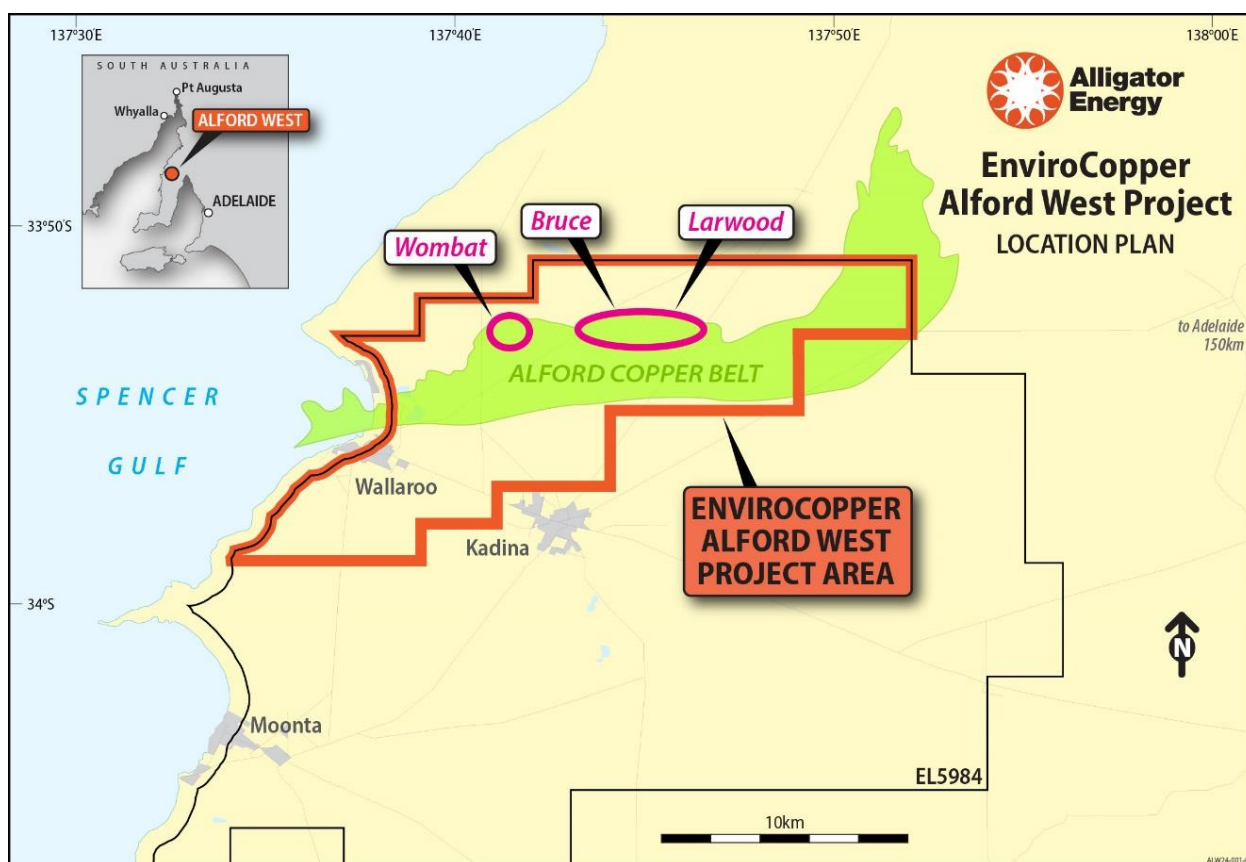 137°30'E
137°40'E
137°50'E
138°00'E
SOUTH AUSTRALIA
Pt Augusta
Whyalla
ALFORD WEST
ADELAIDE
Alligator
Energy
EnviroCopper
Alford West Project
LOCATION PLAN
33°50'S
Wombat
Bruce
Larwood
to Adelaide
150km
ALFORD COPPER BELT
SPENCER
GULF
Wallaroo
Kadina
ENVIROCOPPER
ALFORD WEST
PROJECT AREA
34°S
N
Moonta
EL5984
10km